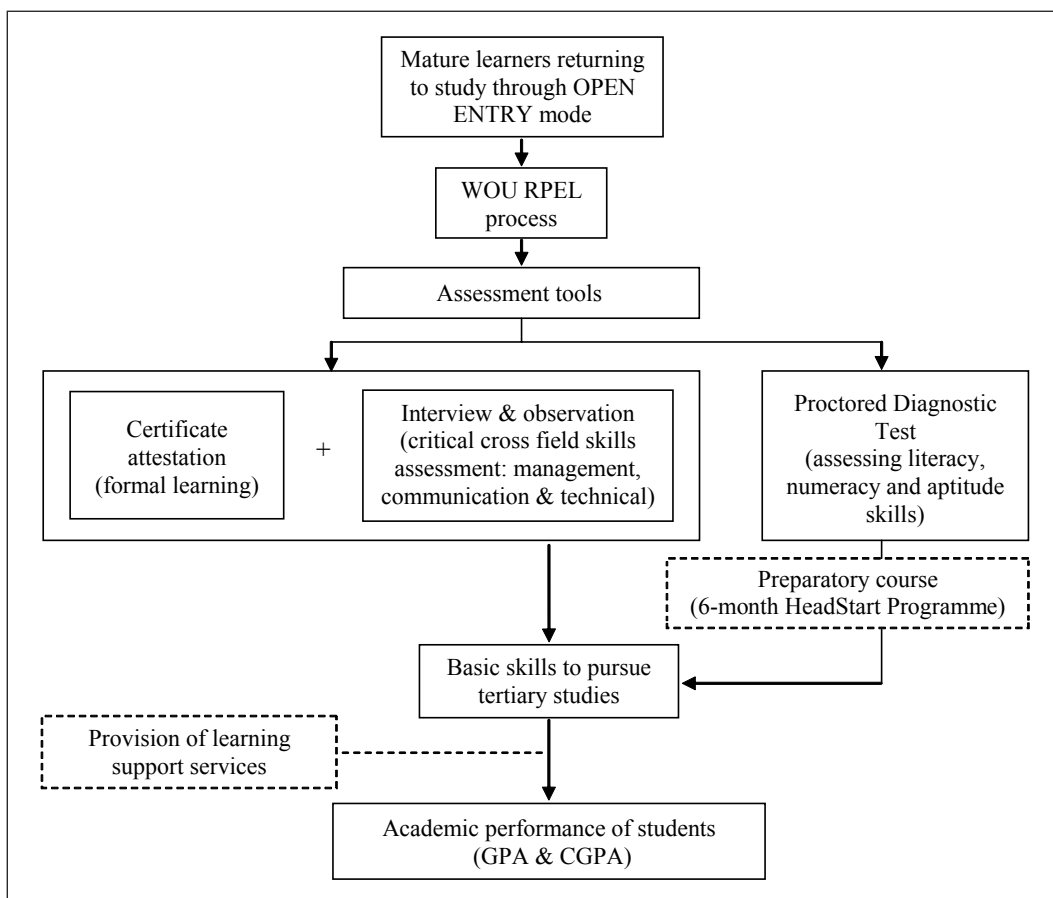 Mature learners returning
to study through OPEN
ENTRY mode
WOU RPEL
process
Assessment tools
Certificate
attestation
(formal learning)
+
Interview & observation
(critical cross field skills
assessment: management,
communication & technical)
Proctored Diagnostic
Test
(assessing literacy,
numeracy and aptitude
skills)
Preparatory course
(6-month HeadStart Programme)
Basic skills to pursue
tertiary studies
Provision of learning
support services
Academic performance of students
(GPA & CGPA)